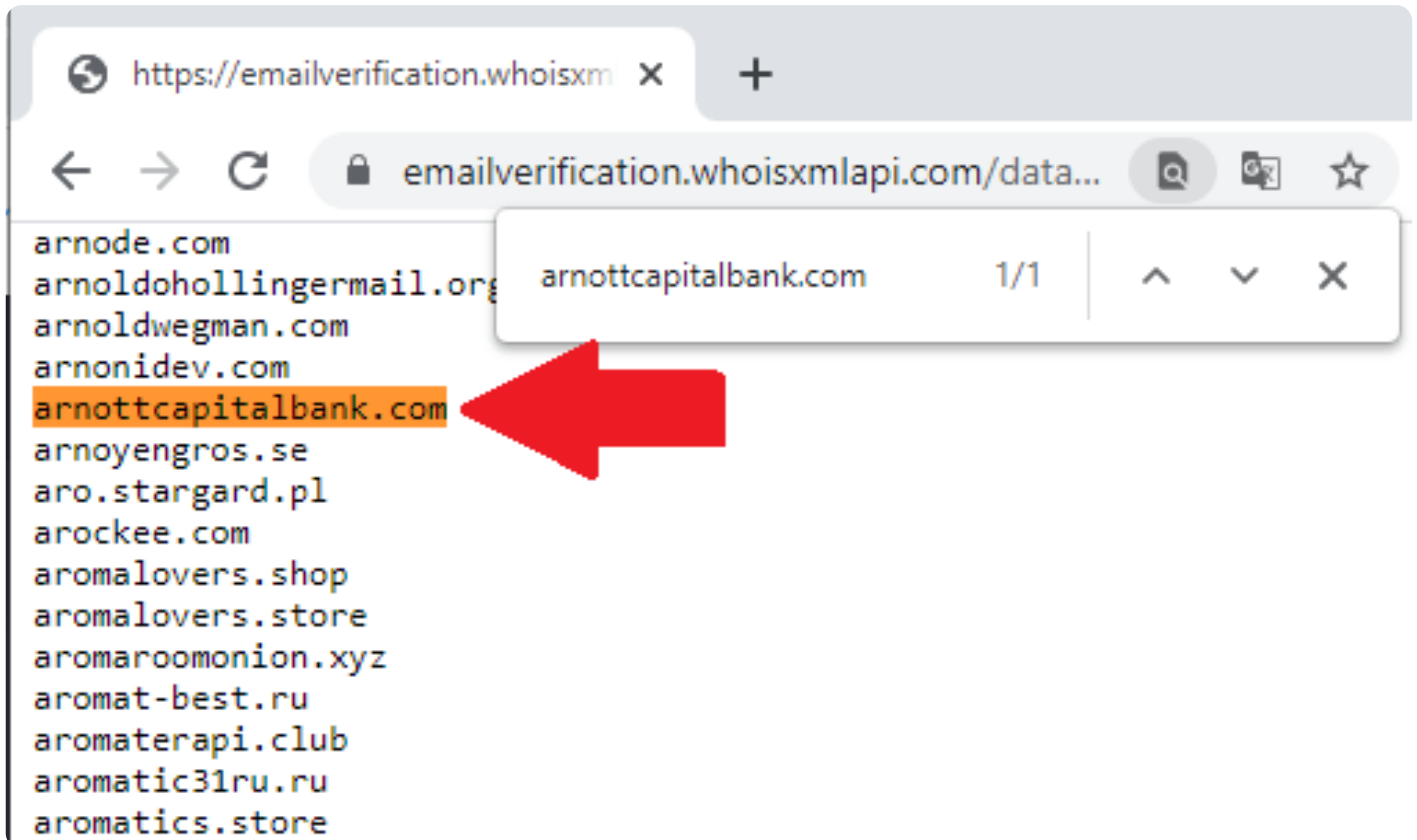 https://emailverification.whoisxm
emailverification.whoisxmlapi.com/data...
arnottcapitalbank.com 1/1
arnode.com
arnoldohollingermail.org
arnoldwegman.com
arnonidev.com
arnottcapitalbank.com
arnoyengros.se
aro.stargard.pl
arockee.com
aromalovers.shop
aromalovers.store
aromaroomonion.xyz
aromat-best.ru
aromaterapi.club
aromatic31ru.ru
aromatics.store